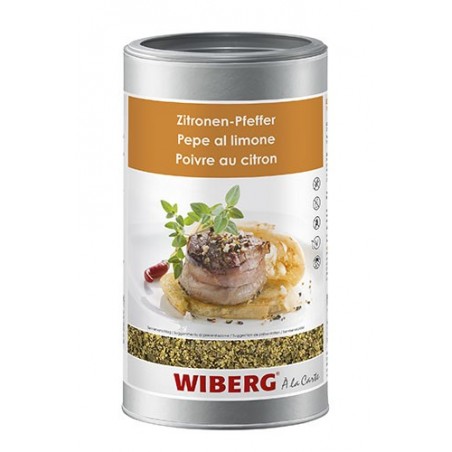 Zitronen-Pfeffer
Pepe al limone
Poivre au citron
WIBERG® A la Carte